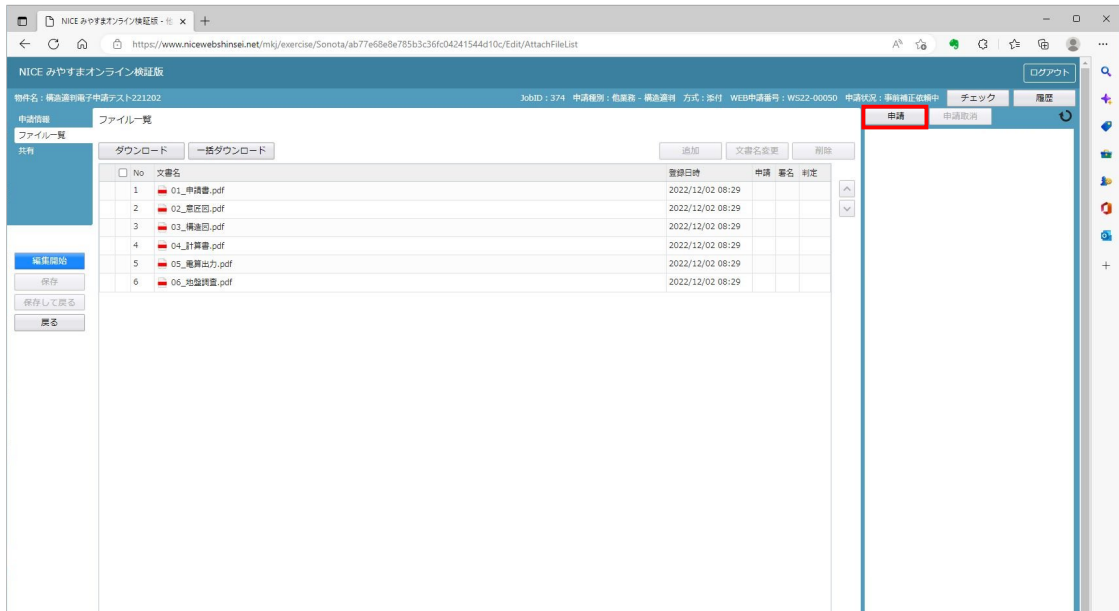 NICE みやすまオンライン検証版 - 他
https://www.nicewebshinsei.net/mkj/exercise/Sonota/ab77e68e8e785b3c36fc04241544d10c/Edit/AttachFileList
NICE みやすまオンライン検証版
ログアウト
物件名：構造適判電子申請テスト221202
JobID：374 申請種別：他業務 - 構造適判 方式：添付 WEB申請番号：WS22-00050 申請状況：事前補正依頼中
チェック
履歴
申請情報
ファイル一覧
共有
ファイル一覧
申請
申請取消
ダウンロード
一括ダウンロード
追加
文書名変更
削除
No 文書名 登録日時 申請 署名 判定
1 01_申請書.pdf 2022/12/02 08:29
2 02_意匠図.pdf 2022/12/02 08:29
3 03_構造図.pdf 2022/12/02 08:29
4 04_計算書.pdf 2022/12/02 08:29
5 05_電算出力.pdf 2022/12/02 08:29
6 06_地盤調査.pdf 2022/12/02 08:29
編集開始
保存
保存して戻る
戻る